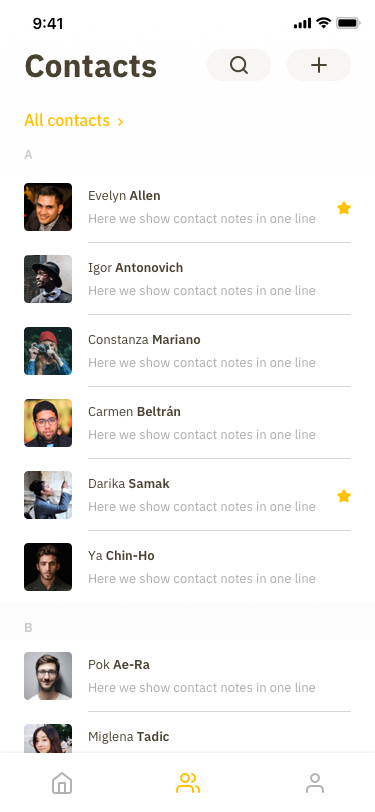 9:41
Contacts
All contacts ›
A
Evelyn Allen
Here we show contact notes in one line
Igor Antonovich
Here we show contact notes in one line
Constanza Mariano
Here we show contact notes in one line
Carmen Beltrán
Here we show contact notes in one line
Darika Samak
Here we show contact notes in one line
Ya Chin-Ho
Here we show contact notes in one line
B
Pok Ae-Ra
Here we show contact notes in one line
Miglena Tadic